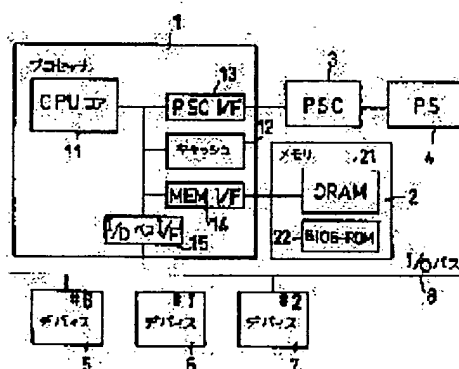 1
プロセッサ
CPUコア
11
13
PSC I/F
12
キャッシュ
MEM I/F
14
I/Oバス I/F
15
3
PSC
PS
4
メモリ
21
DRAM
2
22
BIOS-ROM
I/Oバス
8
#0
デバイス
5
#1
デバイス
6
#2
デバイス
7